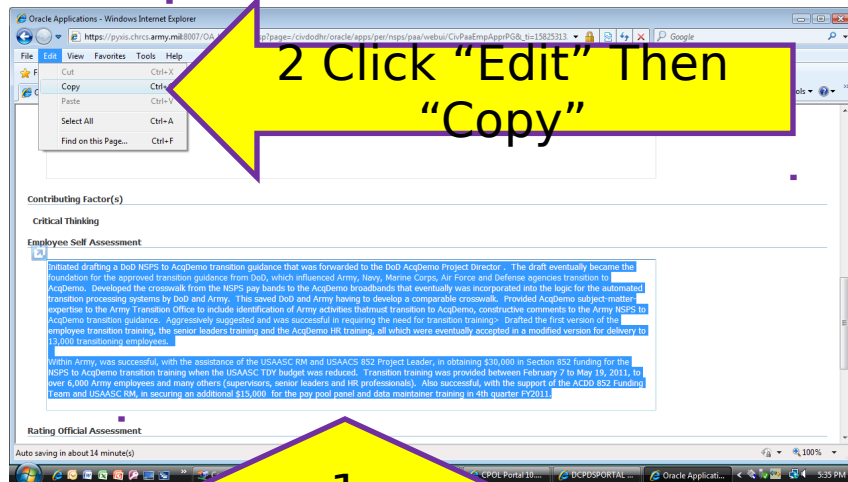 Oracle Applications - Windows Internet Explorer
https://pyxis.chrcs.army.mil:8007/OA_
sp?page=/civdodhr/oracle/apps/per/nsps/paa/webui/CivPaaEmpApprPG&_ti=15825313.
Google
File Edit View Favorites Tools Help
Cut Ctrl+X
Copy
Paste Ctrl+V
Select All Ctrl+A
Find on this Page... Ctrl+F
2 Click “Edit” Then
“Copy”
Contributing Factor(s)
Critical Thinking
Employee Self Assessment
Initiated drafting a DoD NSPS to AcqDemo transition guidance that was forwarded to the DoD AcqDemo Project Director . The draft eventually became the
foundation for the approved transition guidance from DoD, which influenced Army, Navy, Marine Corps, Air Force and Defense agencies transition to
AcqDemo. Developed the crosswalk from the NSPS pay bands to the AcqDemo broadbands that eventually was incorporated into the logic for the automated
transition processing systems by DoD and Army. This saved DoD and Army having to develop a comparable crosswalk. Provided AcqDemo subject-matter-
expertise to the Army Transition Office to include identification of Army activities thatmust transition to AcqDemo, constructive comments to the Army NSPS to
AcqDemo transition guidance. Aggressively suggested and was successful in requiring the need for transition training> Drafted the first version of the
employee transition training, the senior leaders training and the AcqDemo HR training, all which were eventually accepted in a modified version for delivery to
13,000 transitioning employees.
Within Army, was successful, with the assistance of the USAASC RM and USAACS 852 Project Leader, in obtaining $30,000 in Section 852 funding for the
NSPS to AcqDemo transition training when the USAASC TDY budget was reduced. Transition training was provided between February 7 to May 19, 2011, to
over 6,000 Army employees and many others (supervisors, senior leaders and HR professionals). Also successful, with the support of the ACDD 852 Funding
Team and USAASC RM, in securing an additional $15,000 for the pay pool panel and data maintainer training in 4th quarter FY2011.
Rating Official Assessment
1
Auto saving in about 14 minute(s)
100%
CPOL Portal 10....
DCPDSPORTAL ...
Oracle Applicati...
5:35 PM